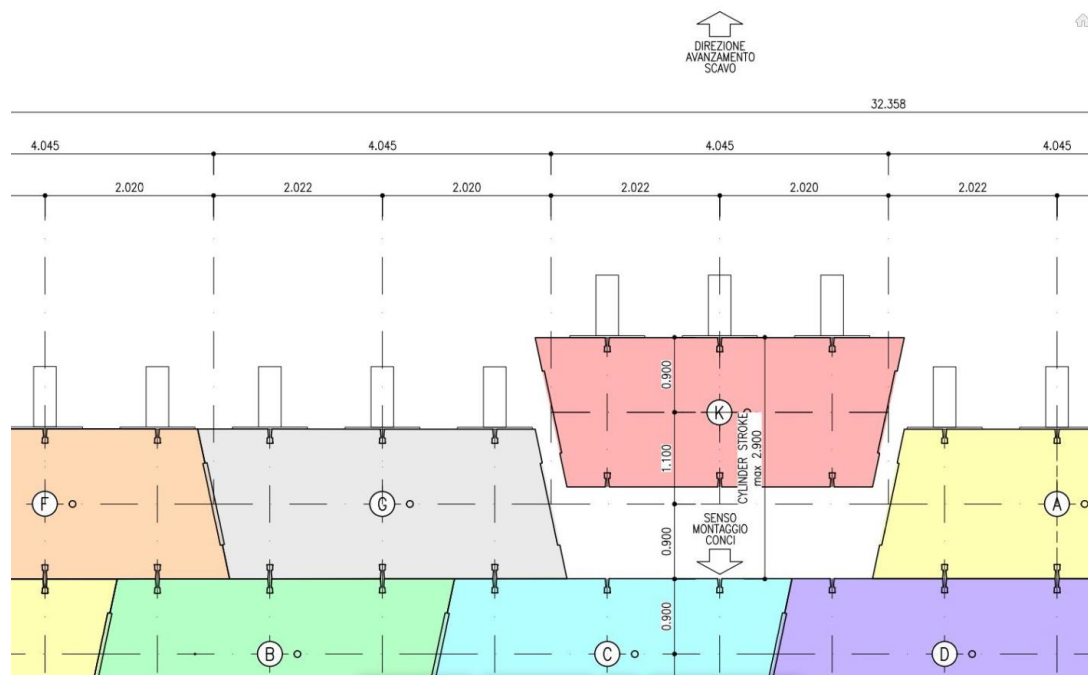 DIREZIONE
AVANZAMENTO
SCAVO
32.358
4.045 4.045 4.045 4.045
2.020 2.022 2.020 2.022 2.020 2.022
0.900
K
1.100
CYLINDER STROKE
max 2.900
F G A
SENSO
MONTAGGIO
CONCI
0.900
0.900
B C D